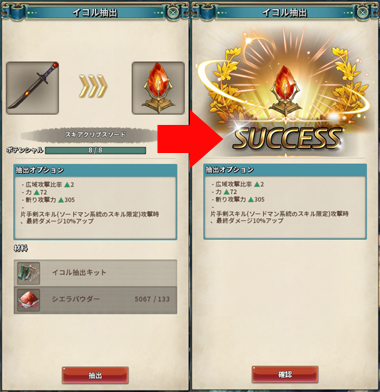 イコル抽出
スキアクリプスソード
ポテンシャル 8 / 8
抽出オプション
- 広域攻撃比率 ▲2
- 力 ▲72
- 斬り攻撃力 ▲305
-
片手剣スキル(ソードマン系統のスキル限定)攻撃時
、最終ダメージ10%アップ
材料
イコル抽出キット
シエラパウダー 5067 / 133
抽出
イコル抽出
SUCCESS
抽出オプション
- 広域攻撃比率 ▲2
- 力 ▲72
- 斬り攻撃力 ▲305
-
片手剣スキル(ソードマン系統のスキル限定)攻撃時
、最終ダメージ10%アップ
確認